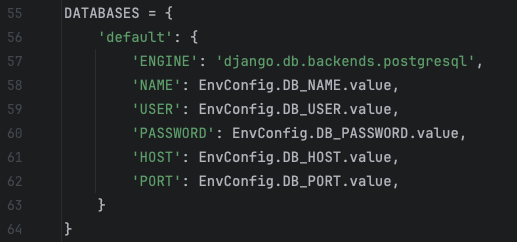 55 DATABASES = {
56     'default': {
57         'ENGINE': 'django.db.backends.postgresql',
58         'NAME': EnvConfig.DB_NAME.value,
59         'USER': EnvConfig.DB_USER.value,
60         'PASSWORD': EnvConfig.DB_PASSWORD.value,
61         'HOST': EnvConfig.DB_HOST.value,
62         'PORT': EnvConfig.DB_PORT.value,
63     }
64 }